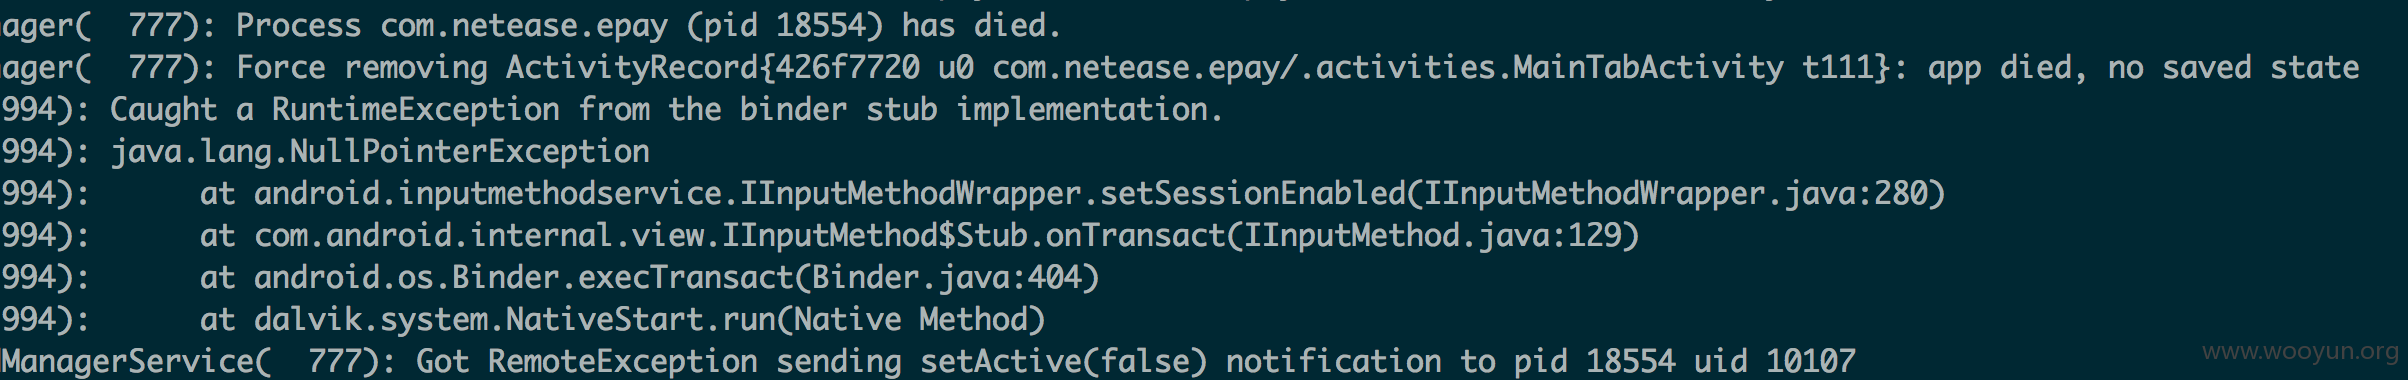 nager(  777): Process com.netease.epay (pid 18554) has died.
nager(  777): Force removing ActivityRecord{426f7720 u0 com.netease.epay/.activities.MainTabActivity t111}: app died, no saved state
994): Caught a RuntimeException from the binder stub implementation.
994): java.lang.NullPointerException
994):      at android.inputmethodservice.IInputMethodWrapper.setSessionEnabled(IInputMethodWrapper.java:280)
994):      at com.android.internal.view.IInputMethod$Stub.onTransact(IInputMethod.java:129)
994):      at android.os.Binder.execTransact(Binder.java:404)
994):      at dalvik.system.NativeStart.run(Native Method)
ManagerService(  777): Got RemoteException sending setActive(false) notification to pid 18554 uid 10107
www.wooyun.org